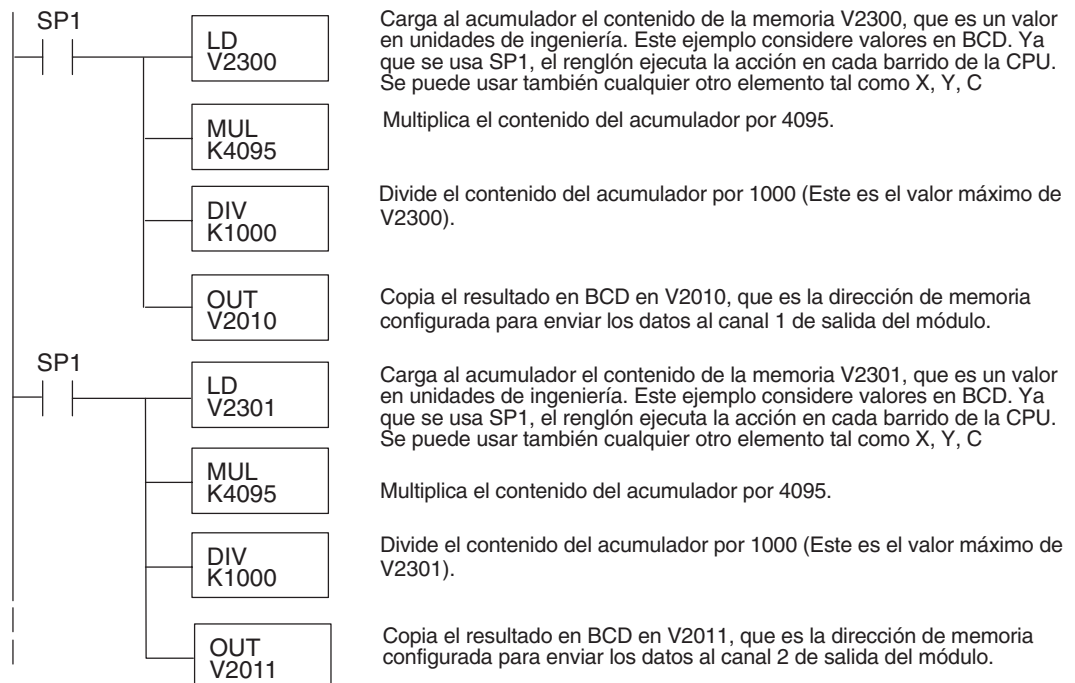 SP1
LD
V2300
Carga al acumulador el contenido de la memoria V2300, que es un valor
en unidades de ingeniería. Este ejemplo considere valores en BCD. Ya
que se usa SP1, el renglón ejecuta la acción en cada barrido de la CPU.
Se puede usar también cualquier otro elemento tal como X, Y, C
MUL
K4095
Multiplica el contenido del acumulador por 4095.
DIV
K1000
Divide el contenido del acumulador por 1000 (Este es el valor máximo de
V2300).
OUT
V2010
Copia el resultado en BCD en V2010, que es la dirección de memoria
configurada para enviar los datos al canal 1 de salida del módulo.
SP1
LD
V2301
Carga al acumulador el contenido de la memoria V2301, que es un valor
en unidades de ingeniería. Este ejemplo considere valores en BCD. Ya
que se usa SP1, el renglón ejecuta la acción en cada barrido de la CPU.
Se puede usar también cualquier otro elemento tal como X, Y, C
MUL
K4095
Multiplica el contenido del acumulador por 4095.
DIV
K1000
Divide el contenido del acumulador por 1000 (Este es el valor máximo de
V2301).
OUT
V2011
Copia el resultado en BCD en V2011, que es la dirección de memoria
configurada para enviar los datos al canal 2 de salida del módulo.